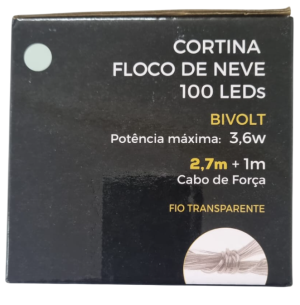 CORTINA
FLOCO DE NEVE
100 LEDs
BIVOLT
Potência máxima: 3,6w
2,7m + 1m
Cabo de Força
FIO TRANSPARENTE